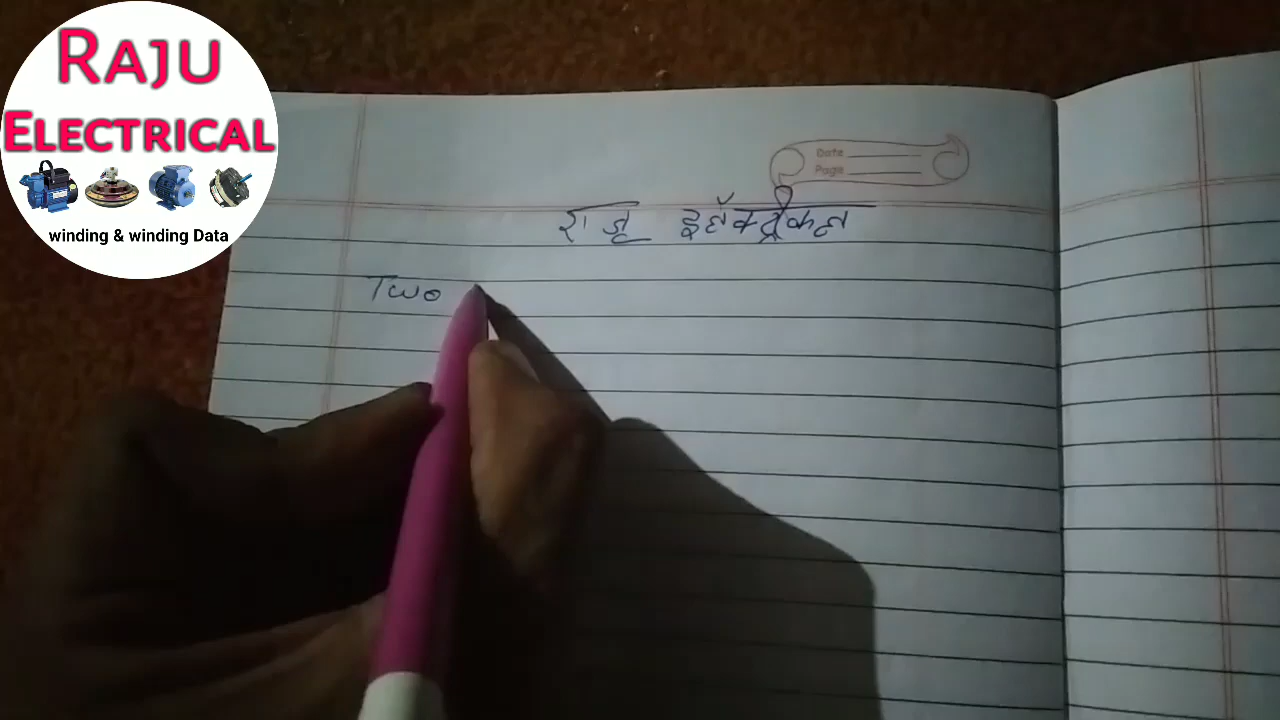 RAJU
ELECTRICAL
winding & winding Data
Date
Page
राजू इलॅक्ट्रीकल
Two